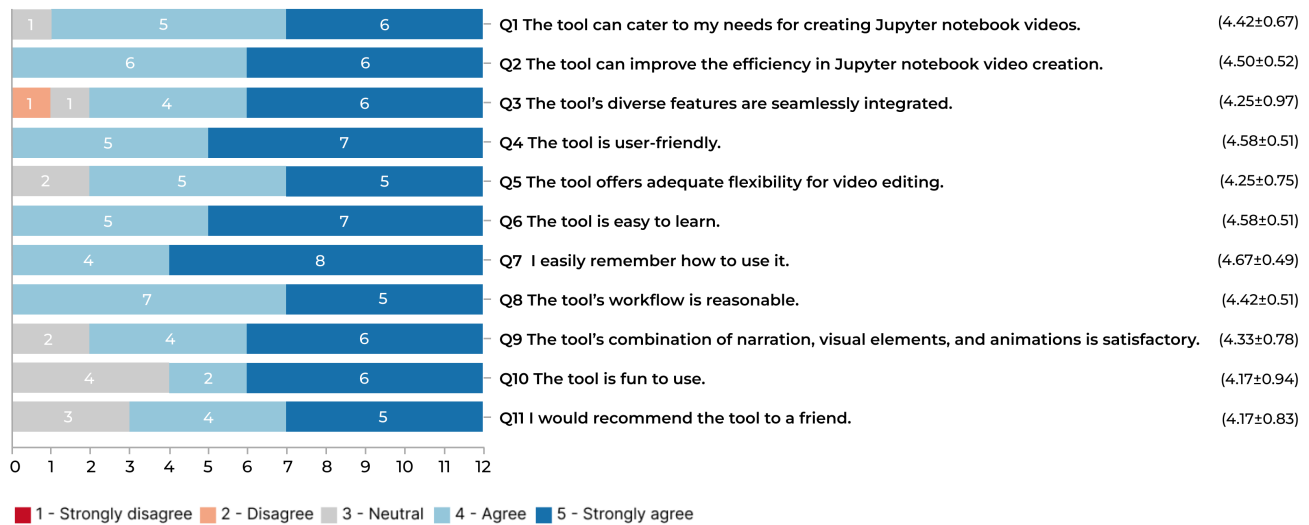 1 5 6 Q1 The tool can cater to my needs for creating Jupyter notebook videos. (4.42±0.67)
6 6 Q2 The tool can improve the efficiency in Jupyter notebook video creation. (4.50±0.52)
1 1 4 6 Q3 The tool's diverse features are seamlessly integrated. (4.25±0.97)
5 7 Q4 The tool is user-friendly. (4.58±0.51)
2 5 5 Q5 The tool offers adequate flexibility for video editing. (4.25±0.75)
5 7 Q6 The tool is easy to learn. (4.58±0.51)
4 8 Q7 I easily remember how to use it. (4.67±0.49)
7 5 Q8 The tool's workflow is reasonable. (4.42±0.51)
2 4 6 Q9 The tool's combination of narration, visual elements, and animations is satisfactory. (4.33±0.78)
4 2 6 Q10 The tool is fun to use. (4.17±0.94)
3 4 5 Q11 I would recommend the tool to a friend. (4.17±0.83)
0 1 2 3 4 5 6 7 8 9 10 11 12
1 - Strongly disagree 2 - Disagree 3 - Neutral 4 - Agree 5 - Strongly agree